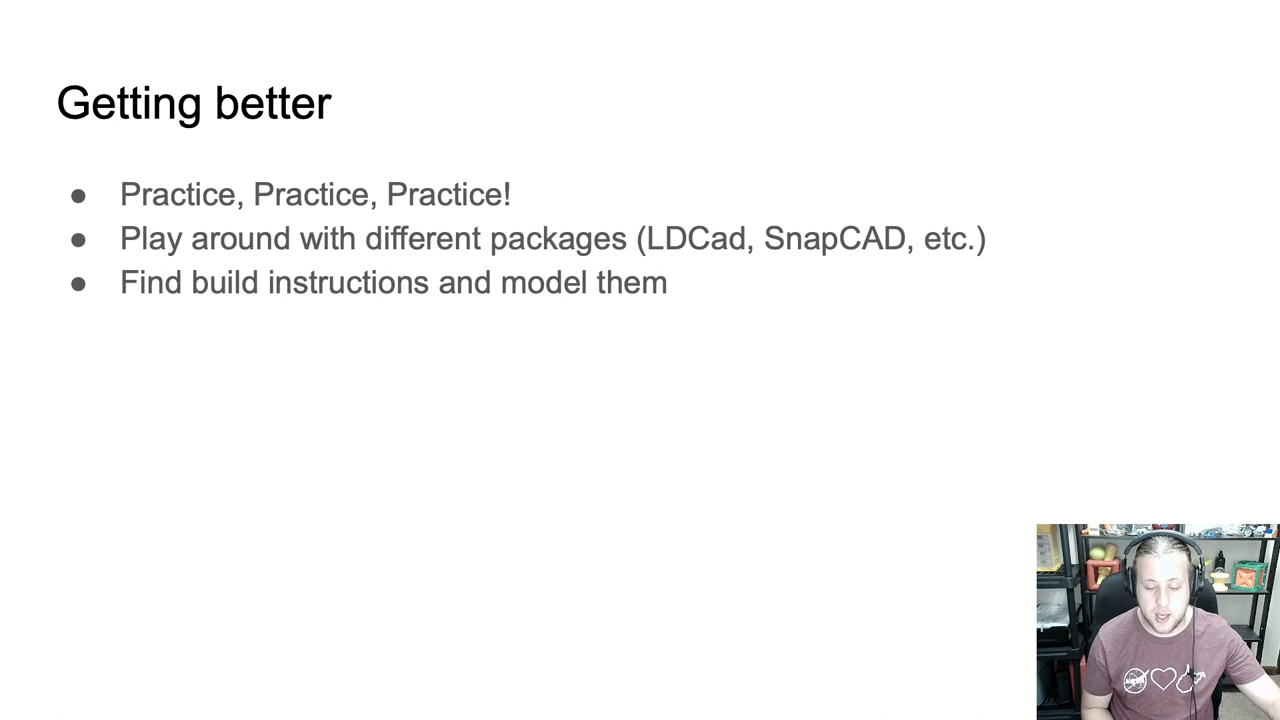 Getting better
● Practice, Practice, Practice!
● Play around with different packages (LDCad, SnapCAD, etc.)
● Find build instructions and model them